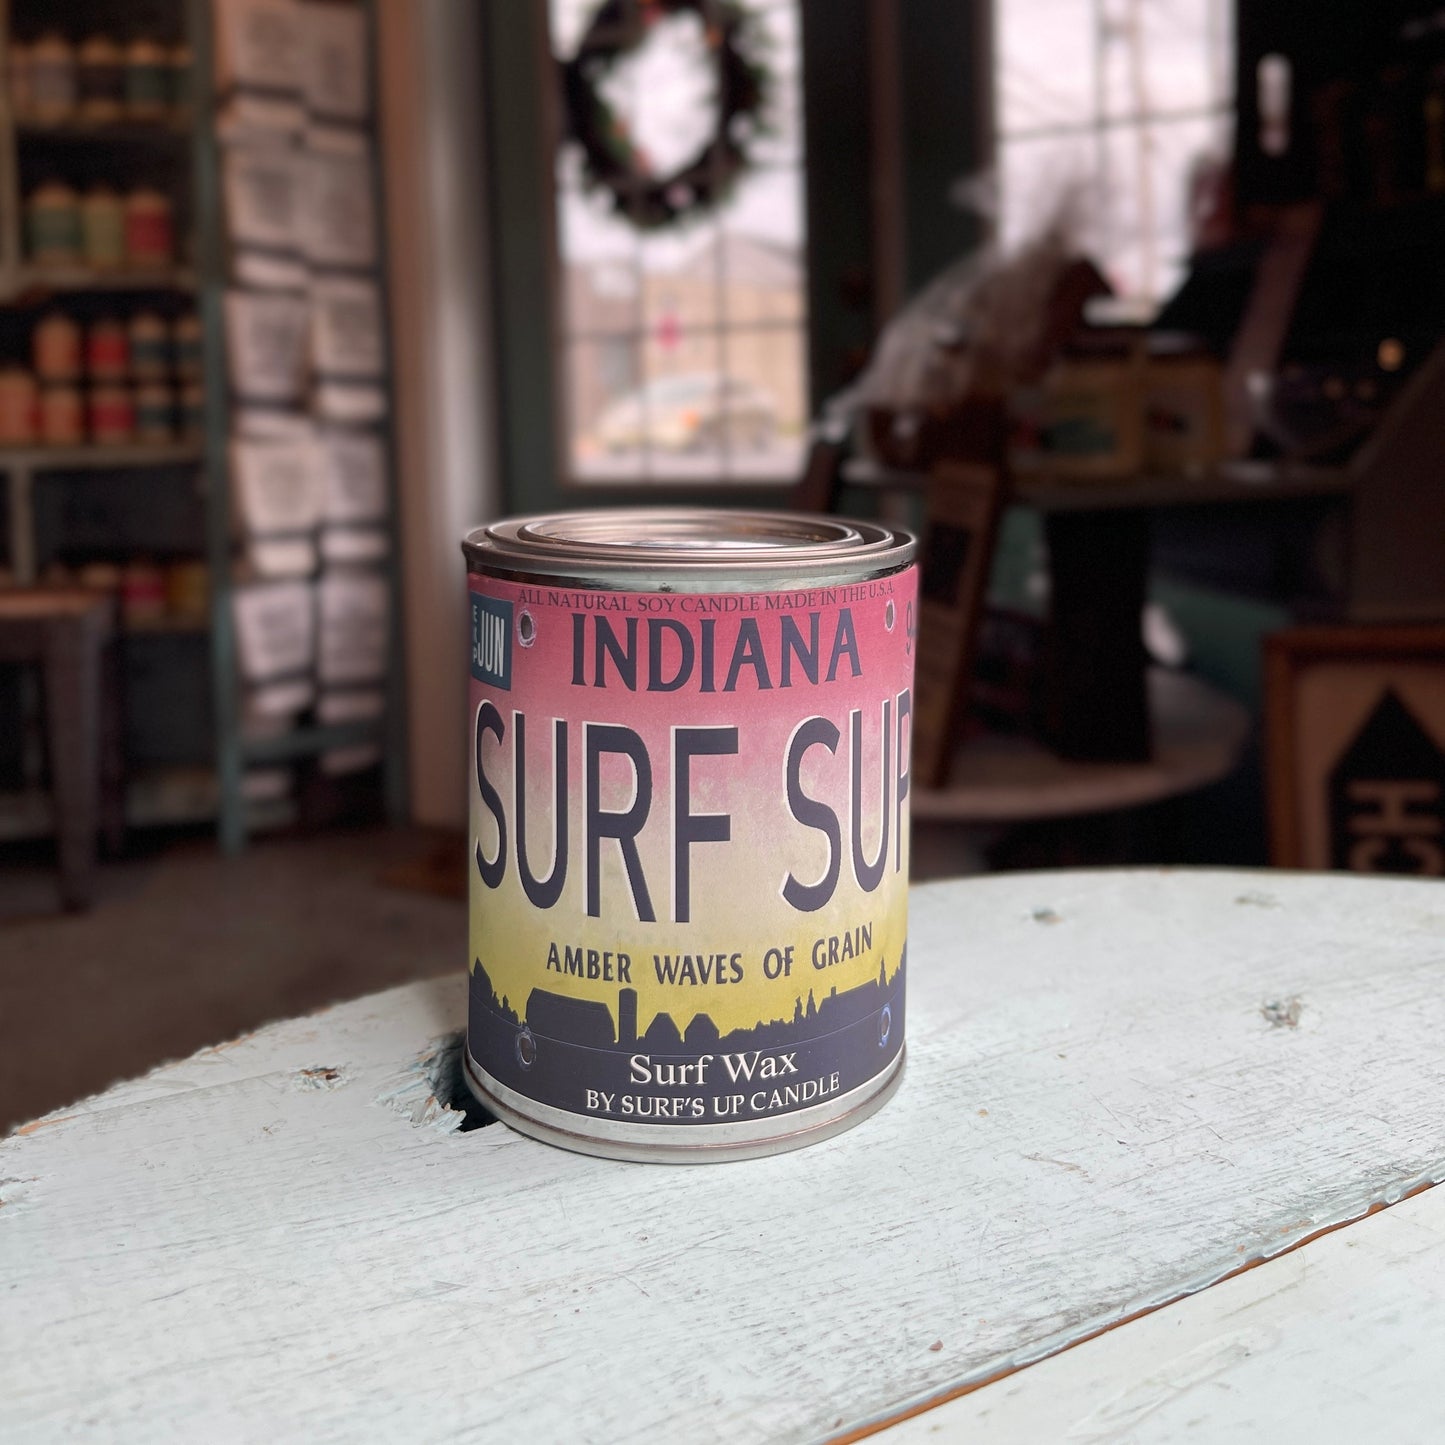 ALL NATURAL SOY CANDLE MADE IN THE U.S.A
INDIANA
JUN
SURF SUP
AMBER WAVES OF GRAIN
Surf Wax
BY SURF'S UP CANDLE